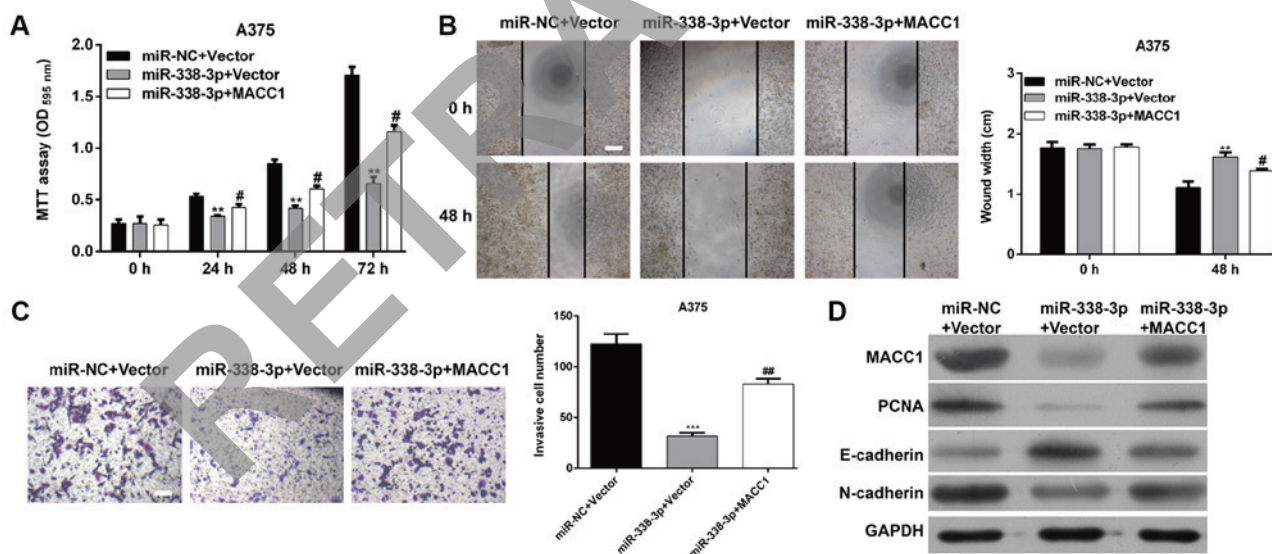 A
A375
miR-NC+Vector
miR-338-3p+Vector
miR-338-3p+MACC1
MTT assay (OD 595 nm)
2.0
1.5
1.0
0.5
0.0
** # ** # ** #
0 h 24 h 48 h 72 h
B
miR-NC+Vector miR-338-3p+Vector miR-338-3p+MACC1
0 h
48 h
A375
miR-NC+Vector
miR-338-3p+Vector
miR-338-3p+MACC1
Wound width (cm)
3
2
1
0
** #
0 h 48 h
C
miR-NC+Vector miR-338-3p+Vector miR-338-3p+MACC1
A375
Invasive cell number
150
100
50
0
*** ##
miR-NC+Vector
miR-338-3p+Vector
miR-338-3p+MACC1
D
miR-NC miR-338-3p miR-338-3p
+Vector +Vector +MACC1
MACC1
PCNA
E-cadherin
N-cadherin
GAPDH
RETRA